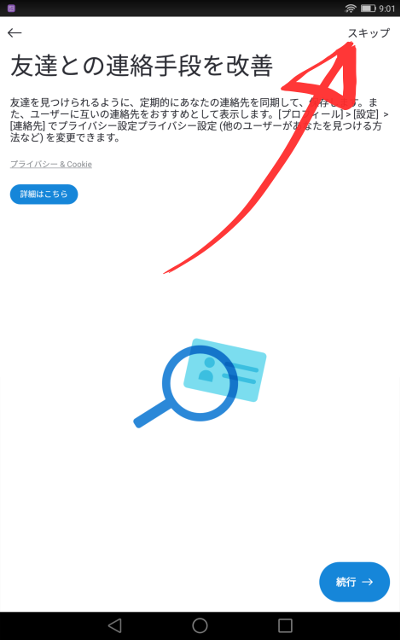 9:01
スキップ
友達との連絡手段を改善
友達を見つけられるように、定期的にあなたの連絡先を同期して、保存します。ま
た、ユーザーに互いの連絡先をおすすめとして表示します。[プロフィール] > [設定] >
[連絡先] でプライバシー設定プライバシー設定 (他のユーザーがあなたを見つける方
法など) を変更できます。
プライバシー & Cookie
詳細はこちら
続行